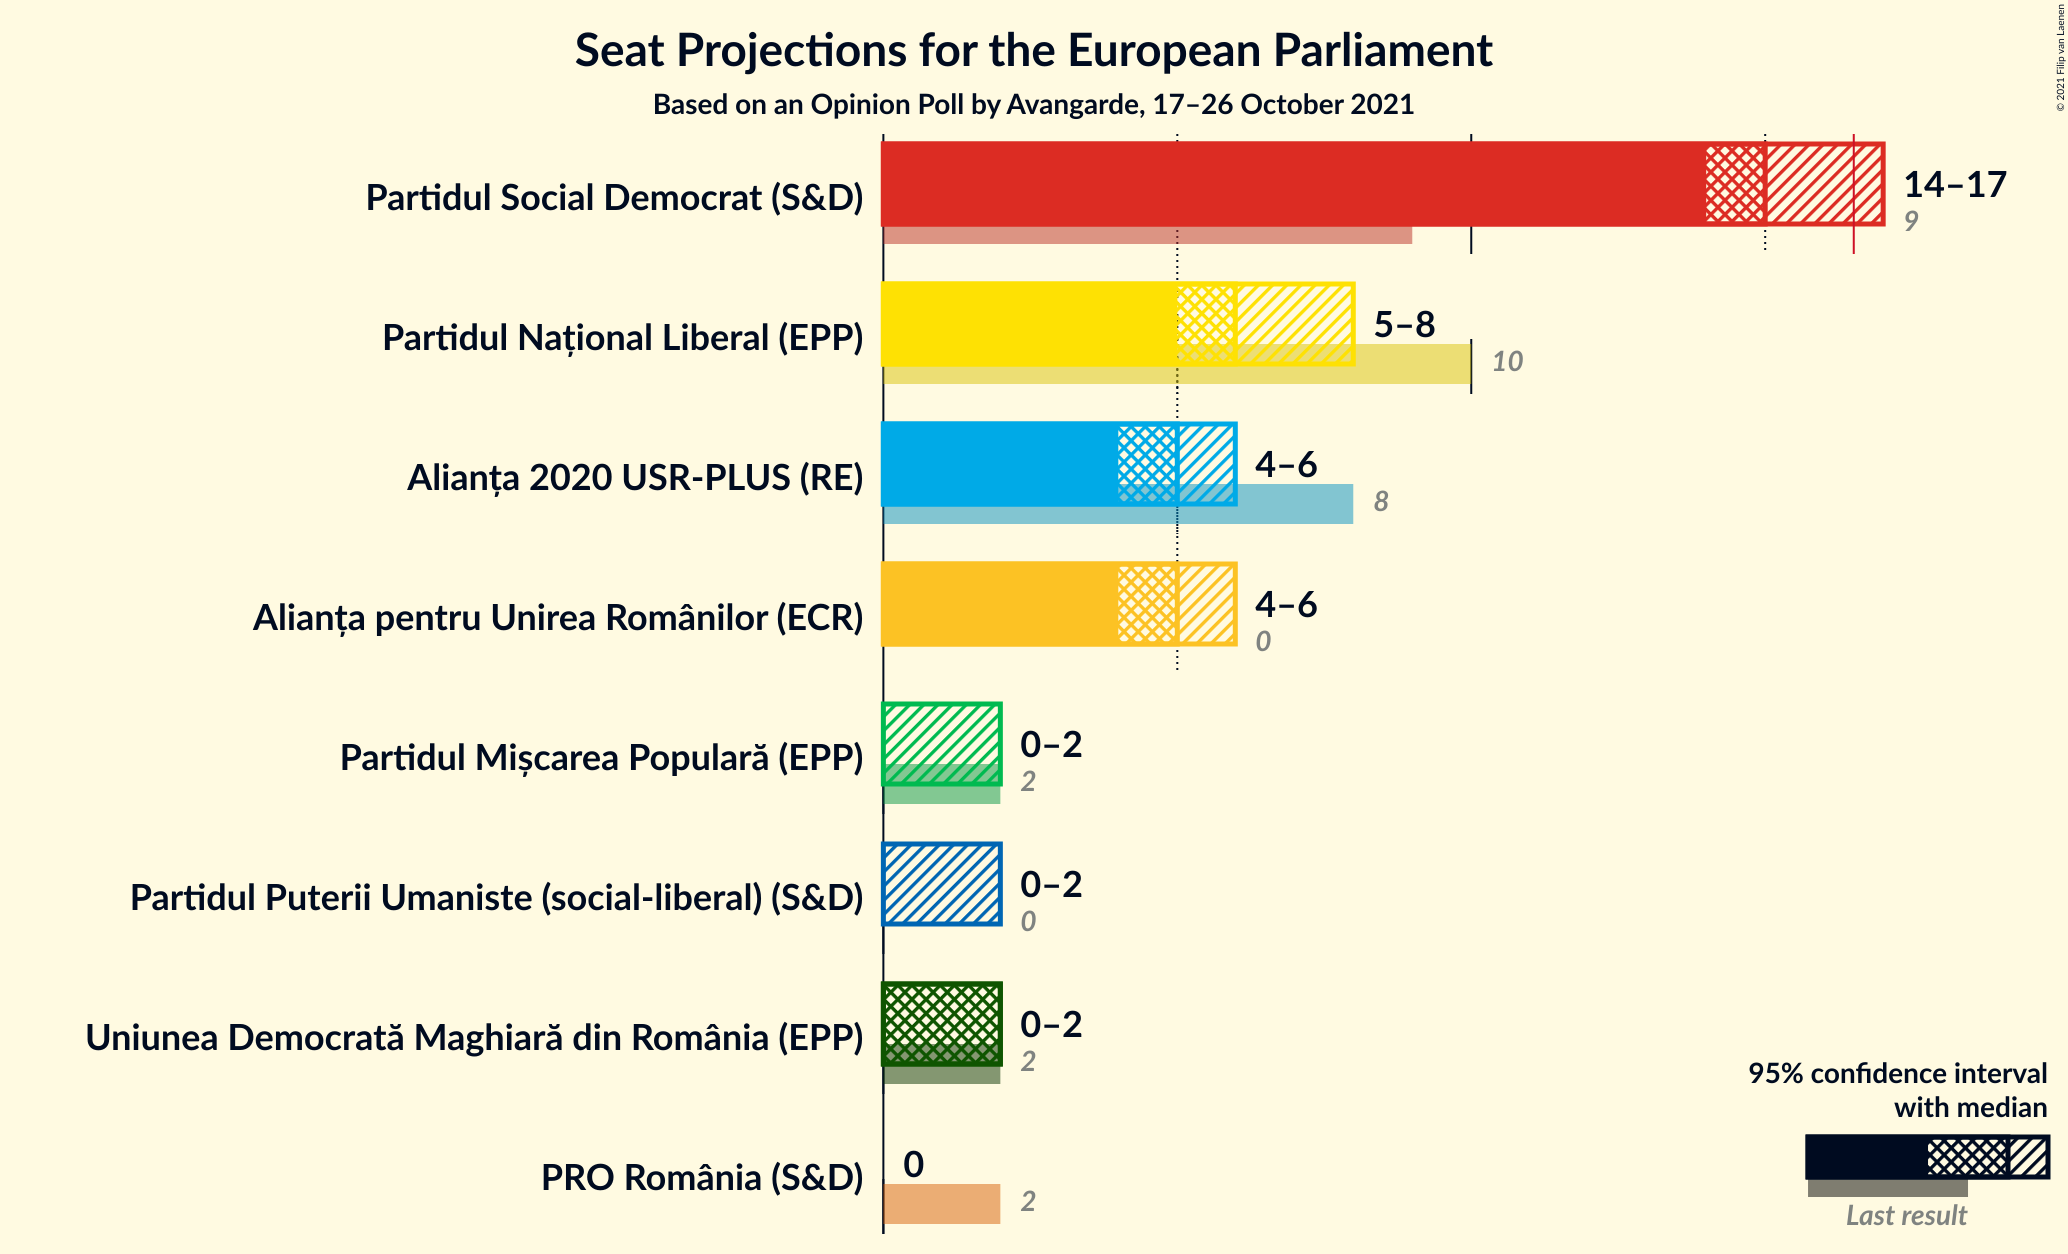 Seat Projections for the European Parliament
Based on an Opinion Poll by Avangarde, 17–26 October 2021
© 2021 Filip van Laenen
Partidul Social Democrat (S&D)
14–17
9
Partidul Național Liberal (EPP)
5–8
10
Alianța 2020 USR-PLUS (RE)
4–6
8
Alianța pentru Unirea Românilor (ECR)
4–6
0
Partidul Mișcarea Populară (EPP)
0–2
2
Partidul Puterii Umaniste (social-liberal) (S&D)
0–2
0
Uniunea Democrată Maghiară din România (EPP)
0–2
2
PRO România (S&D)
0
2
95% confidence interval
with median
Last result